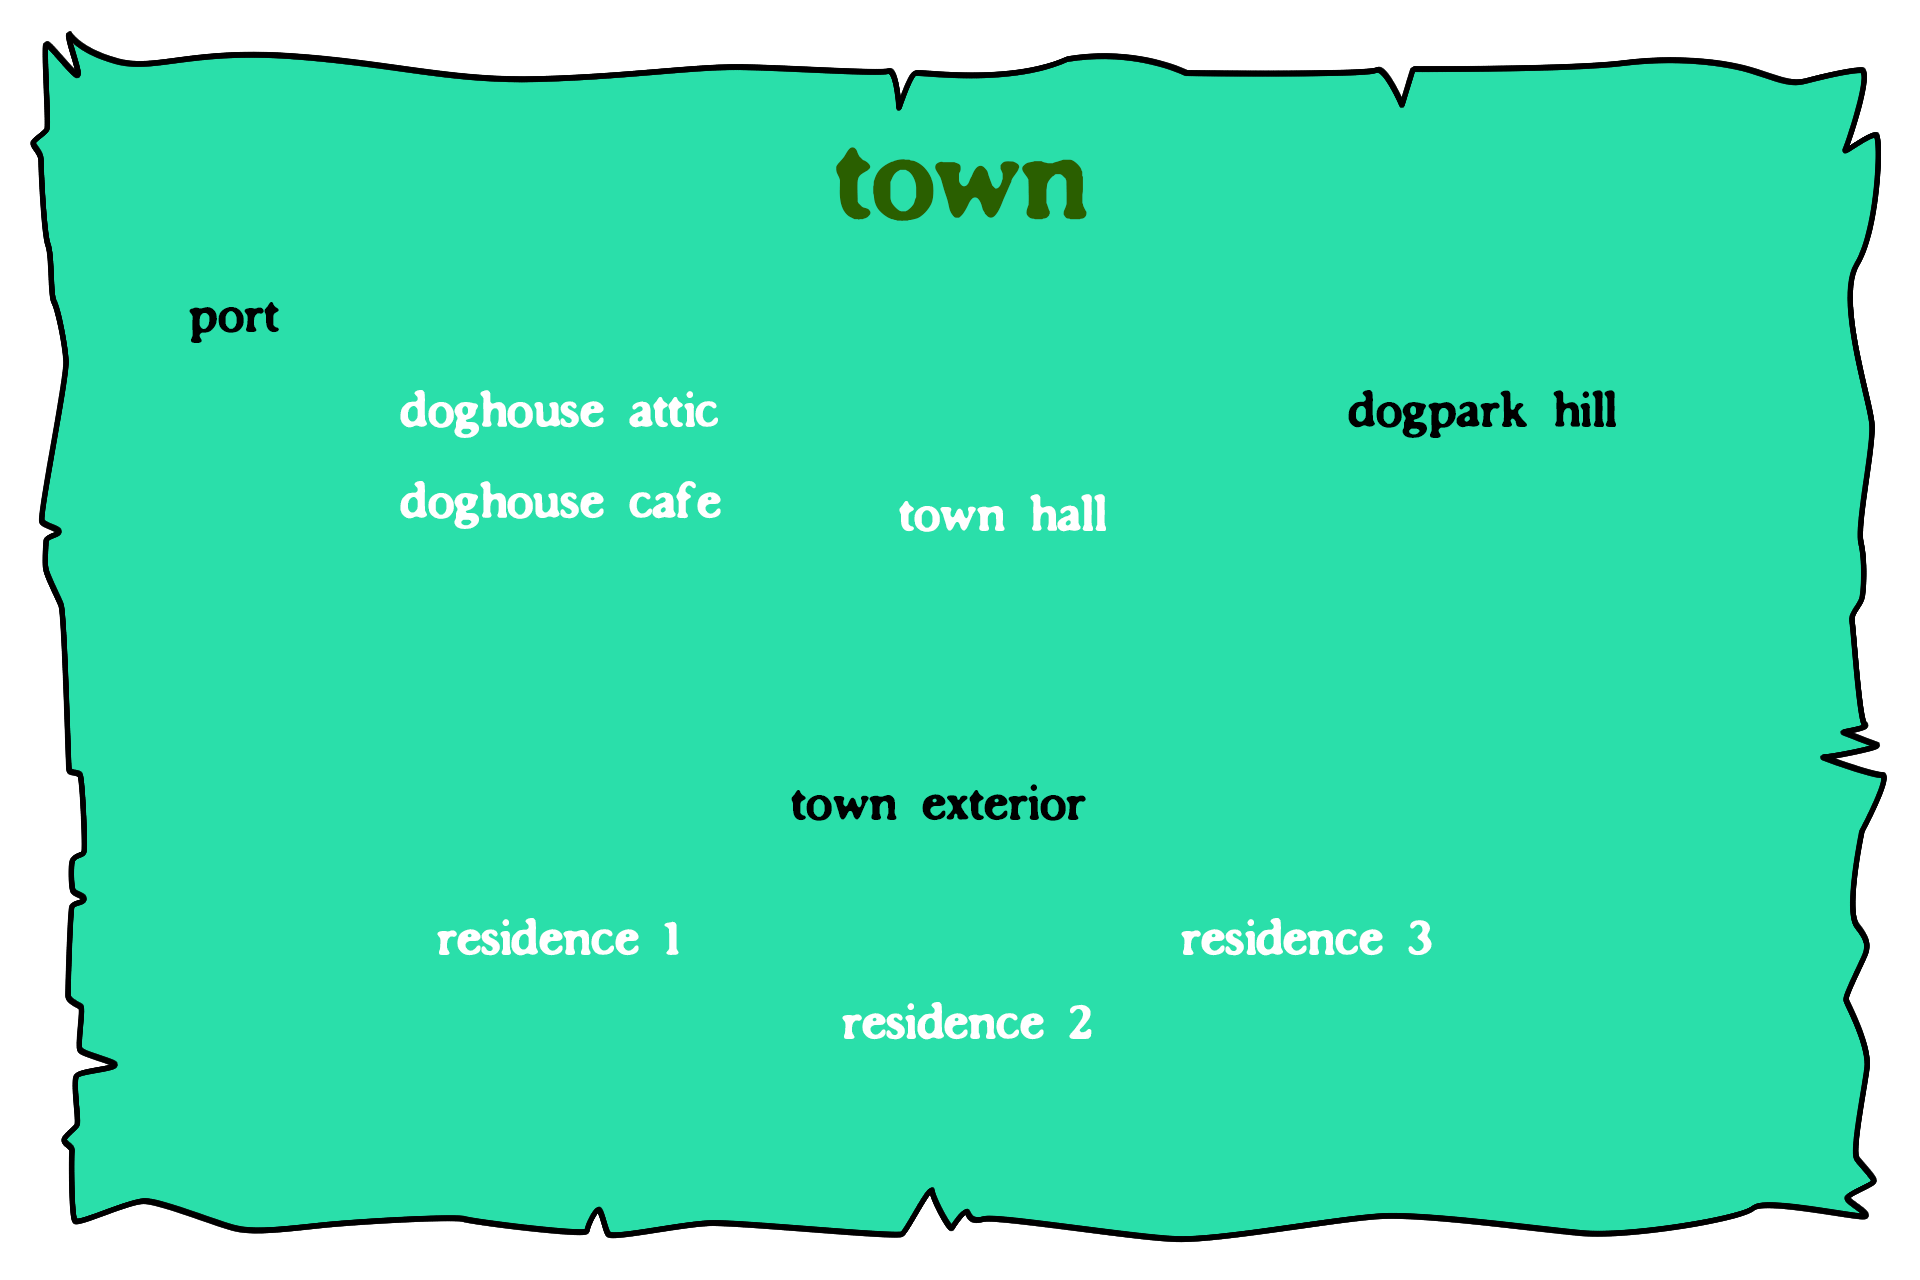 town
port
doghouse attic
dogpark hill
doghouse cafe
town hall
town exterior
residence 1
residence 3
residence 2